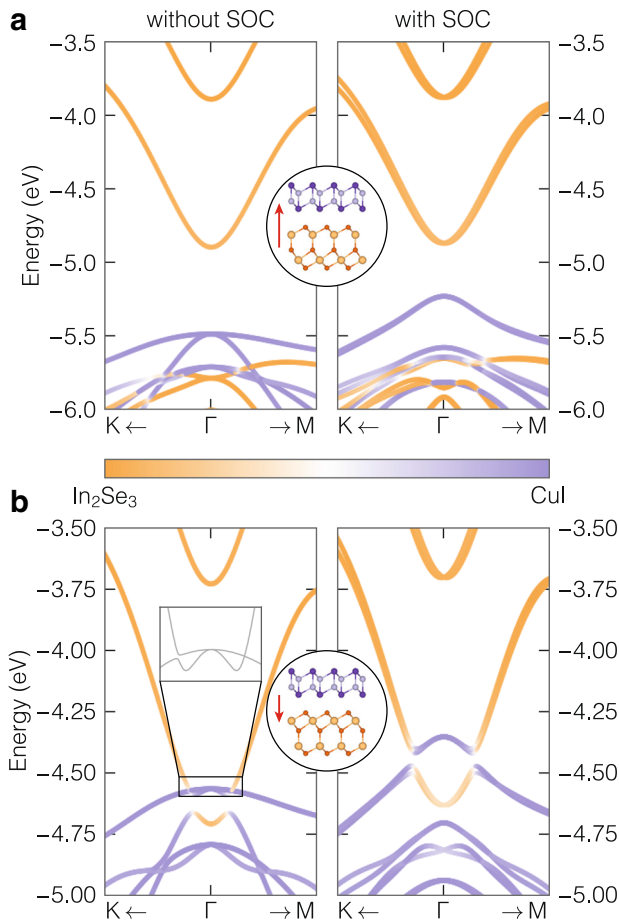 a
without SOC
with SOC
Energy (eV)
−3.5
−4.0
−4.5
−5.0
−5.5
−6.0
−3.5
−4.0
−4.5
−5.0
−5.5
−6.0
K ←
Γ
→ M
K ←
Γ
→ M
In₂Se₃
CuI
b
Energy (eV)
−3.50
−3.75
−4.00
−4.25
−4.50
−4.75
−5.00
−3.50
−3.75
−4.00
−4.25
−4.50
−4.75
−5.00
K ←
Γ
→ M
K ←
Γ
→ M